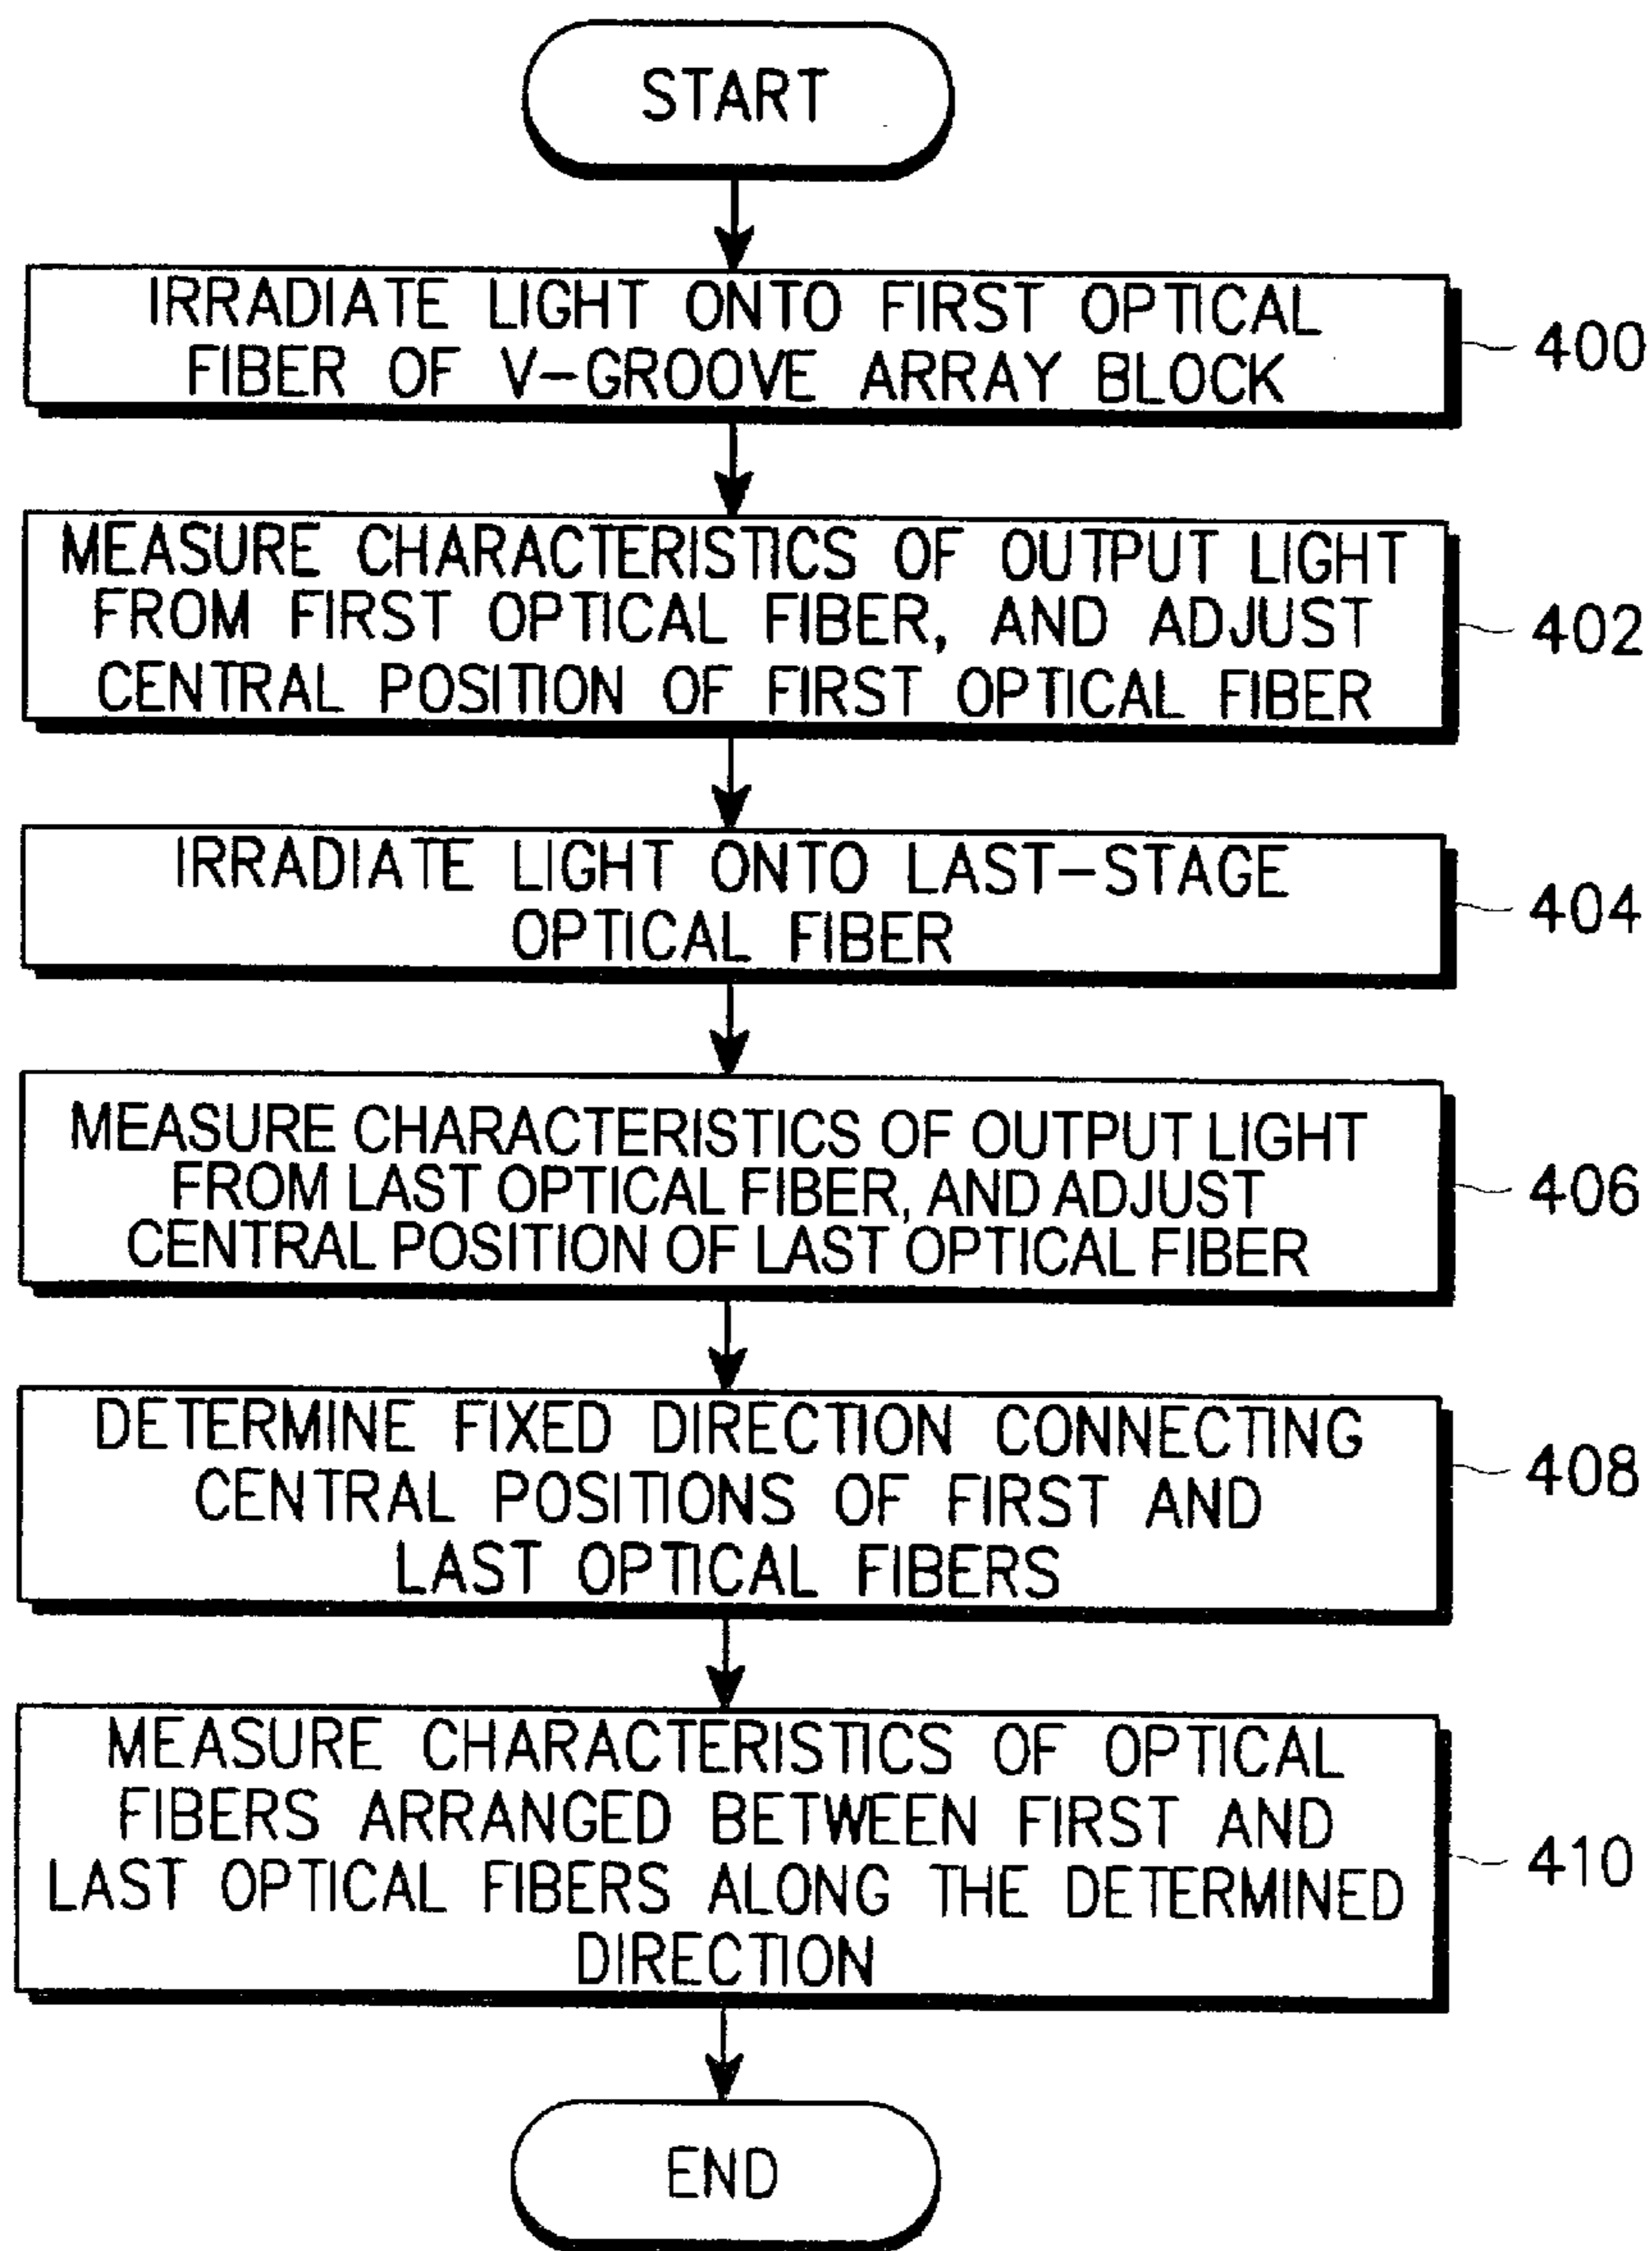 START
IRRADIATE LIGHT ONTO FIRST OPTICAL
FIBER OF V-GROOVE ARRAY BLOCK
400
MEASURE CHARACTERISTICS OF OUTPUT LIGHT
FROM FIRST OPTICAL FIBER, AND ADJUST
CENTRAL POSITION OF FIRST OPTICAL FIBER
402
IRRADIATE LIGHT ONTO LAST-STAGE
OPTICAL FIBER
404
MEASURE CHARACTERISTICS OF OUTPUT LIGHT
FROM LAST OPTICAL FIBER, AND ADJUST
CENTRAL POSITION OF LAST OPTICAL FIBER
406
DETERMINE FIXED DIRECTION CONNECTING
CENTRAL POSITIONS OF FIRST AND
LAST OPTICAL FIBERS
408
MEASURE CHARACTERISTICS OF OPTICAL
FIBERS ARRANGED BETWEEN FIRST AND
LAST OPTICAL FIBERS ALONG THE DETERMINED
DIRECTION
410
END